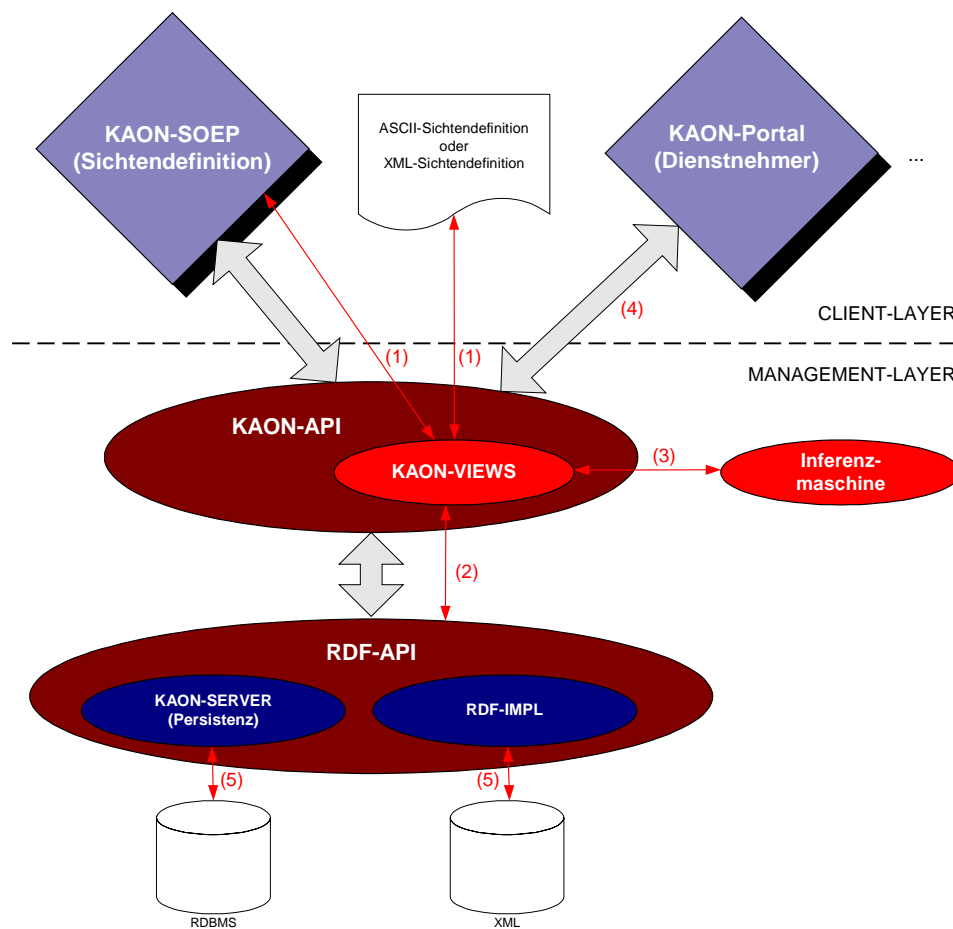 KAON-SOEP
(Sichtendefinition)
ASCII-Sichtendefinition
oder
XML-Sichtendefinition
KAON-Portal
(Dienstnehmer)
...
(4)
CLIENT-LAYER
(1)
(1)
MANAGEMENT-LAYER
KAON-API
KAON-VIEWS
(3)
Inferenz-
maschine
(2)
RDF-API
KAON-SERVER
(Persistenz)
RDF-IMPL
(5)
(5)
RDBMS
XML